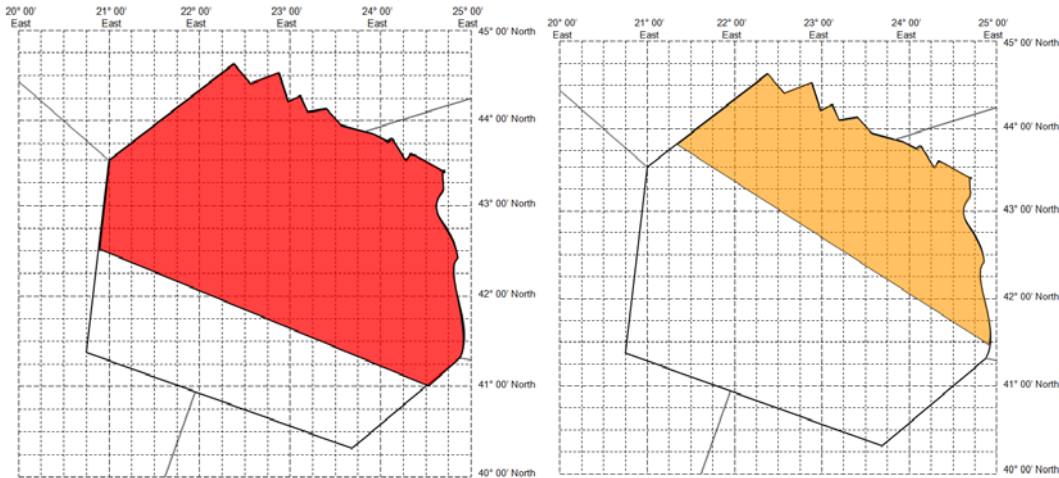 20° 00' East
21° 00' East
22° 00' East
23° 00' East
24° 00' East
25° 00' East
45° 00' North
44° 00' North
43° 00' North
42° 00' North
41° 00' North
40° 00' North
20° 00' East
21° 00' East
22° 00' East
23° 00' East
24° 00' East
25° 00' East
45° 00' North
44° 00' North
43° 00' North
42° 00' North
41° 00' North
40° 00' North